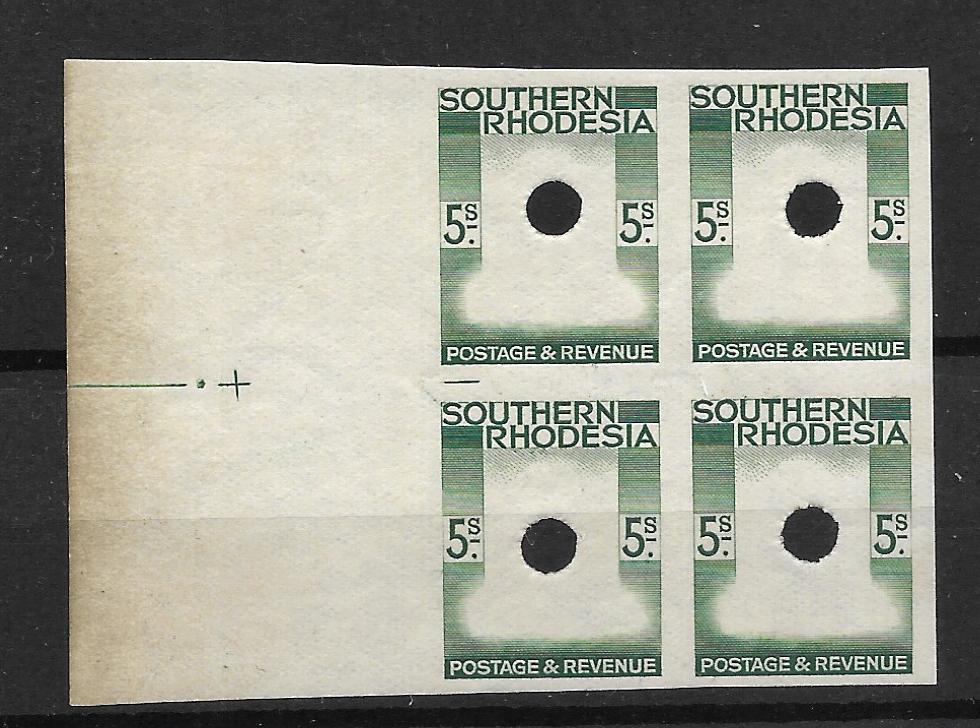 SOUTHERN
RHODESIA
5S. 5S.
POSTAGE & REVENUE
SOUTHERN
RHODESIA
5S. 5S.
POSTAGE & REVENUE
SOUTHERN
RHODESIA
5S. 5S.
POSTAGE & REVENUE
SOUTHERN
RHODESIA
5S. 5S.
POSTAGE & REVENUE